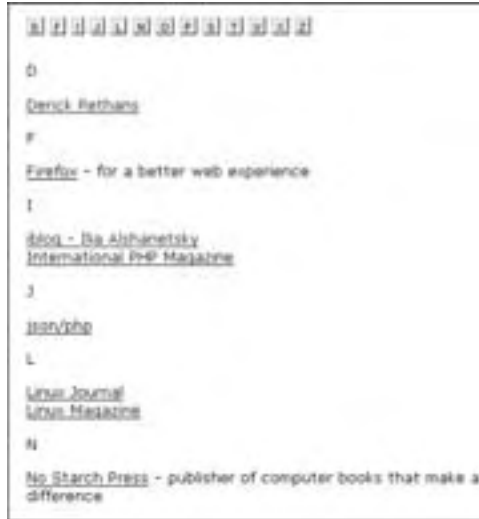 D F I J L N
D
Derick Rethans
F
Firefox - for a better web experience
I
iblog - Ilia Alshanetsky
International PHP Magazine
J
json/php
L
Linux Journal
Linux Magazine
N
No Starch Press - publisher of computer books that make a
difference